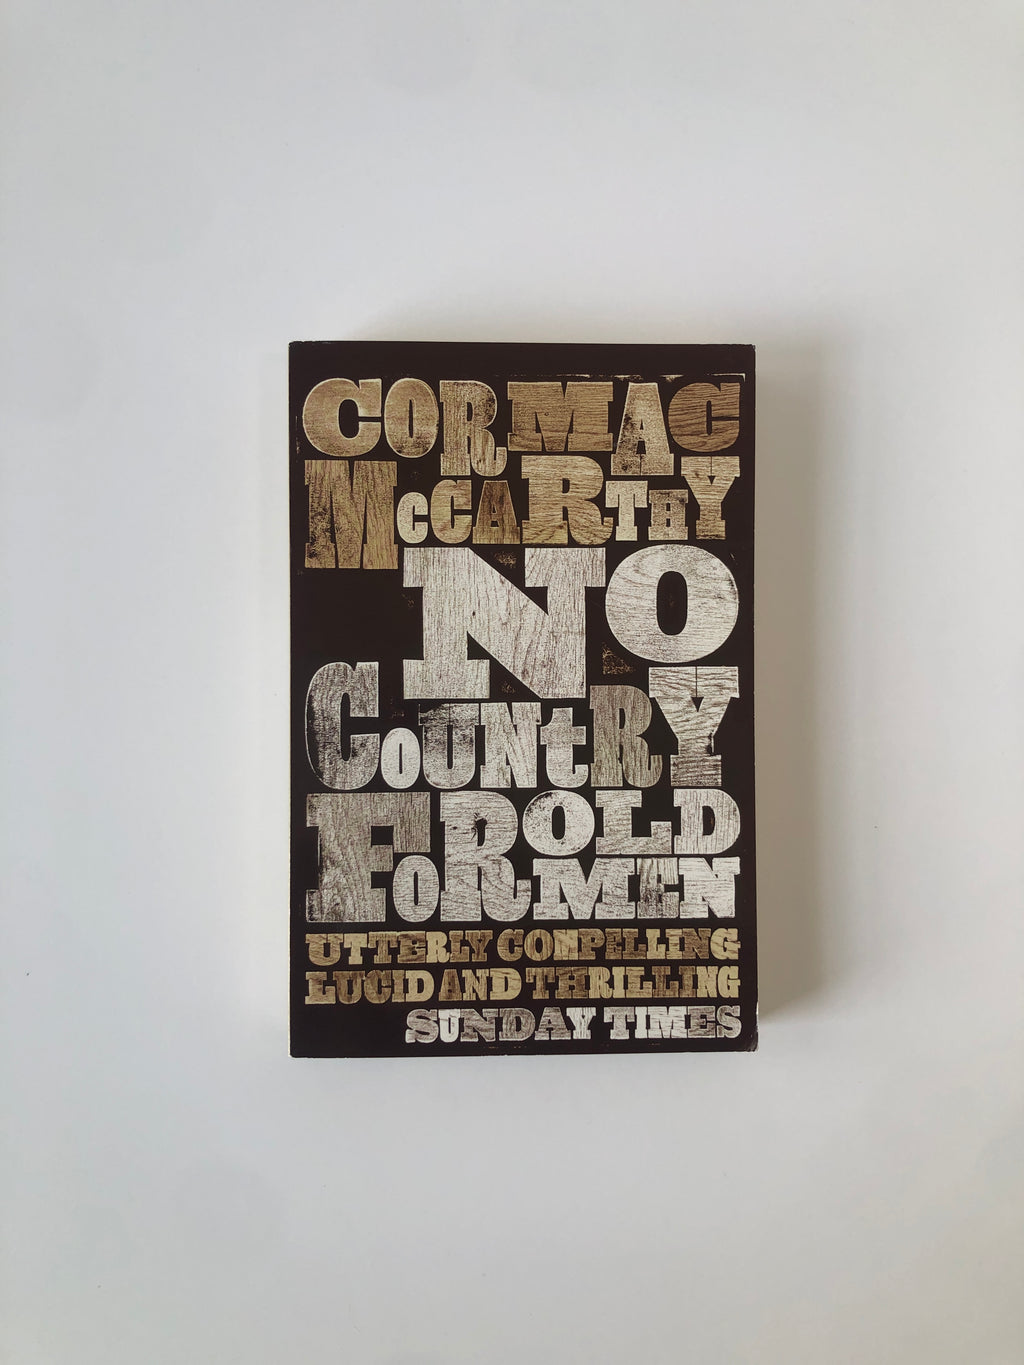 CORMAC
McCARTHY
NO
COUNtRY
FOR OLD
MEN
UTTERLY COMPELLING
LUCID AND THRILLING
SUNDAY TIMES